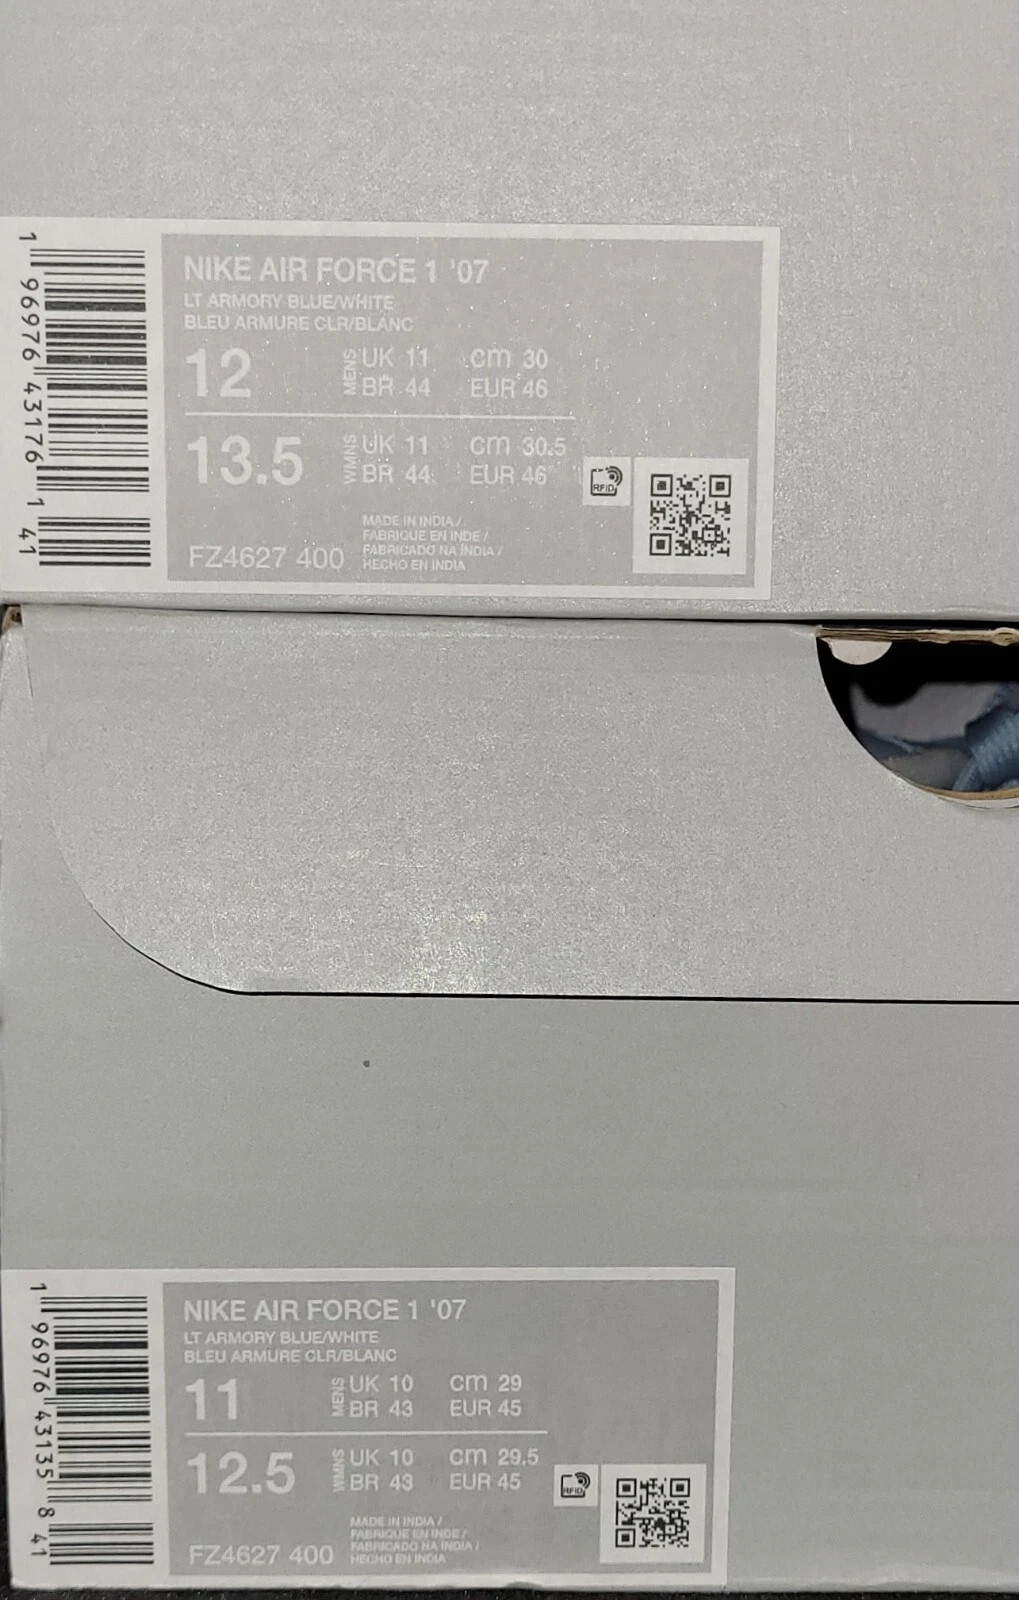 1 96976 43176 1 41
NIKE AIR FORCE 1 '07
LT ARMORY BLUE/WHITE
BLEU ARMURE CLR/BLANC
12 MENS UK 11 cm 30
BR 44 EUR 46
13.5 WMNS UK 11 cm 30.5
BR 44 EUR 46
RFID
MADE IN INDIA /
FABRIQUE EN INDE /
FABRICADO NA ÍNDIA /
FZ4627 400 HECHO EN INDIA
1 96976 43135 8 41
NIKE AIR FORCE 1 '07
LT ARMORY BLUE/WHITE
BLEU ARMURE CLR/BLANC
11 MENS UK 10 cm 29
BR 43 EUR 45
12.5 WMNS UK 10 cm 29.5
BR 43 EUR 45
RFID
MADE IN INDIA /
FABRIQUE EN INDE /
FABRICADO NA ÍNDIA /
FZ4627 400 HECHO EN INDIA